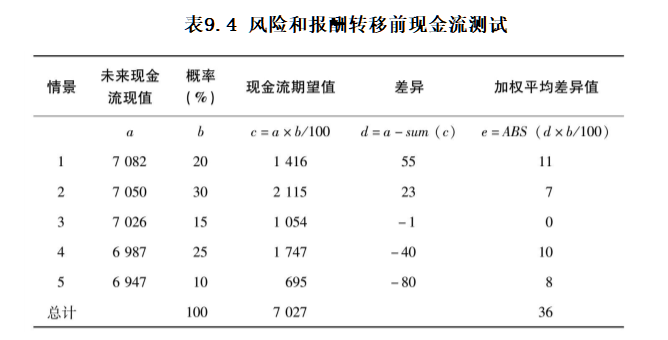 表9.4 风险和报酬转移前现金流测试
情景 未来现金流现值 概率(%) 现金流期望值 差异 加权平均差异值
a b c=a×b/100 d=a-sum(c) e=ABS(d×b/100)
1 7 082 20 1 416 55 11
2 7 050 30 2 115 23 7
3 7 026 15 1 054 -1 0
4 6 987 25 1 747 -40 10
5 6 947 10 695 -80 8
总计 100 7 027 36